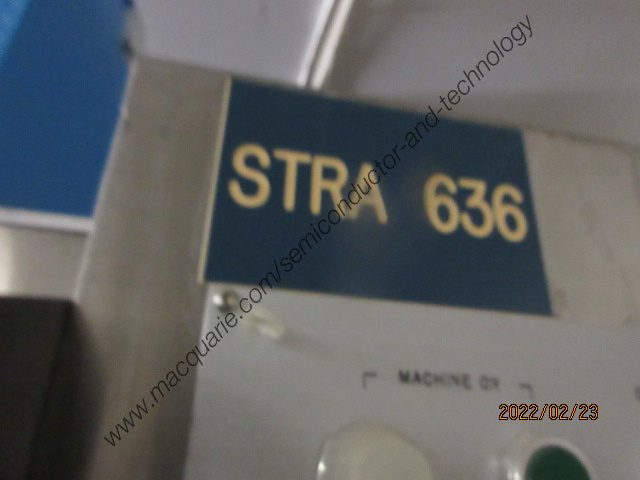 STRA 636
MACHINE ON
2022/02/23
www.macquarie.com/semiconductor-and-technology